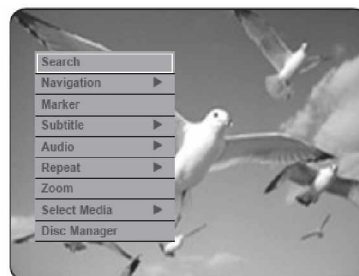 Search
Navigation ►
Marker
Subtitle ►
Audio ►
Repeat ►
Zoom
Select Media ►
Disc Manager